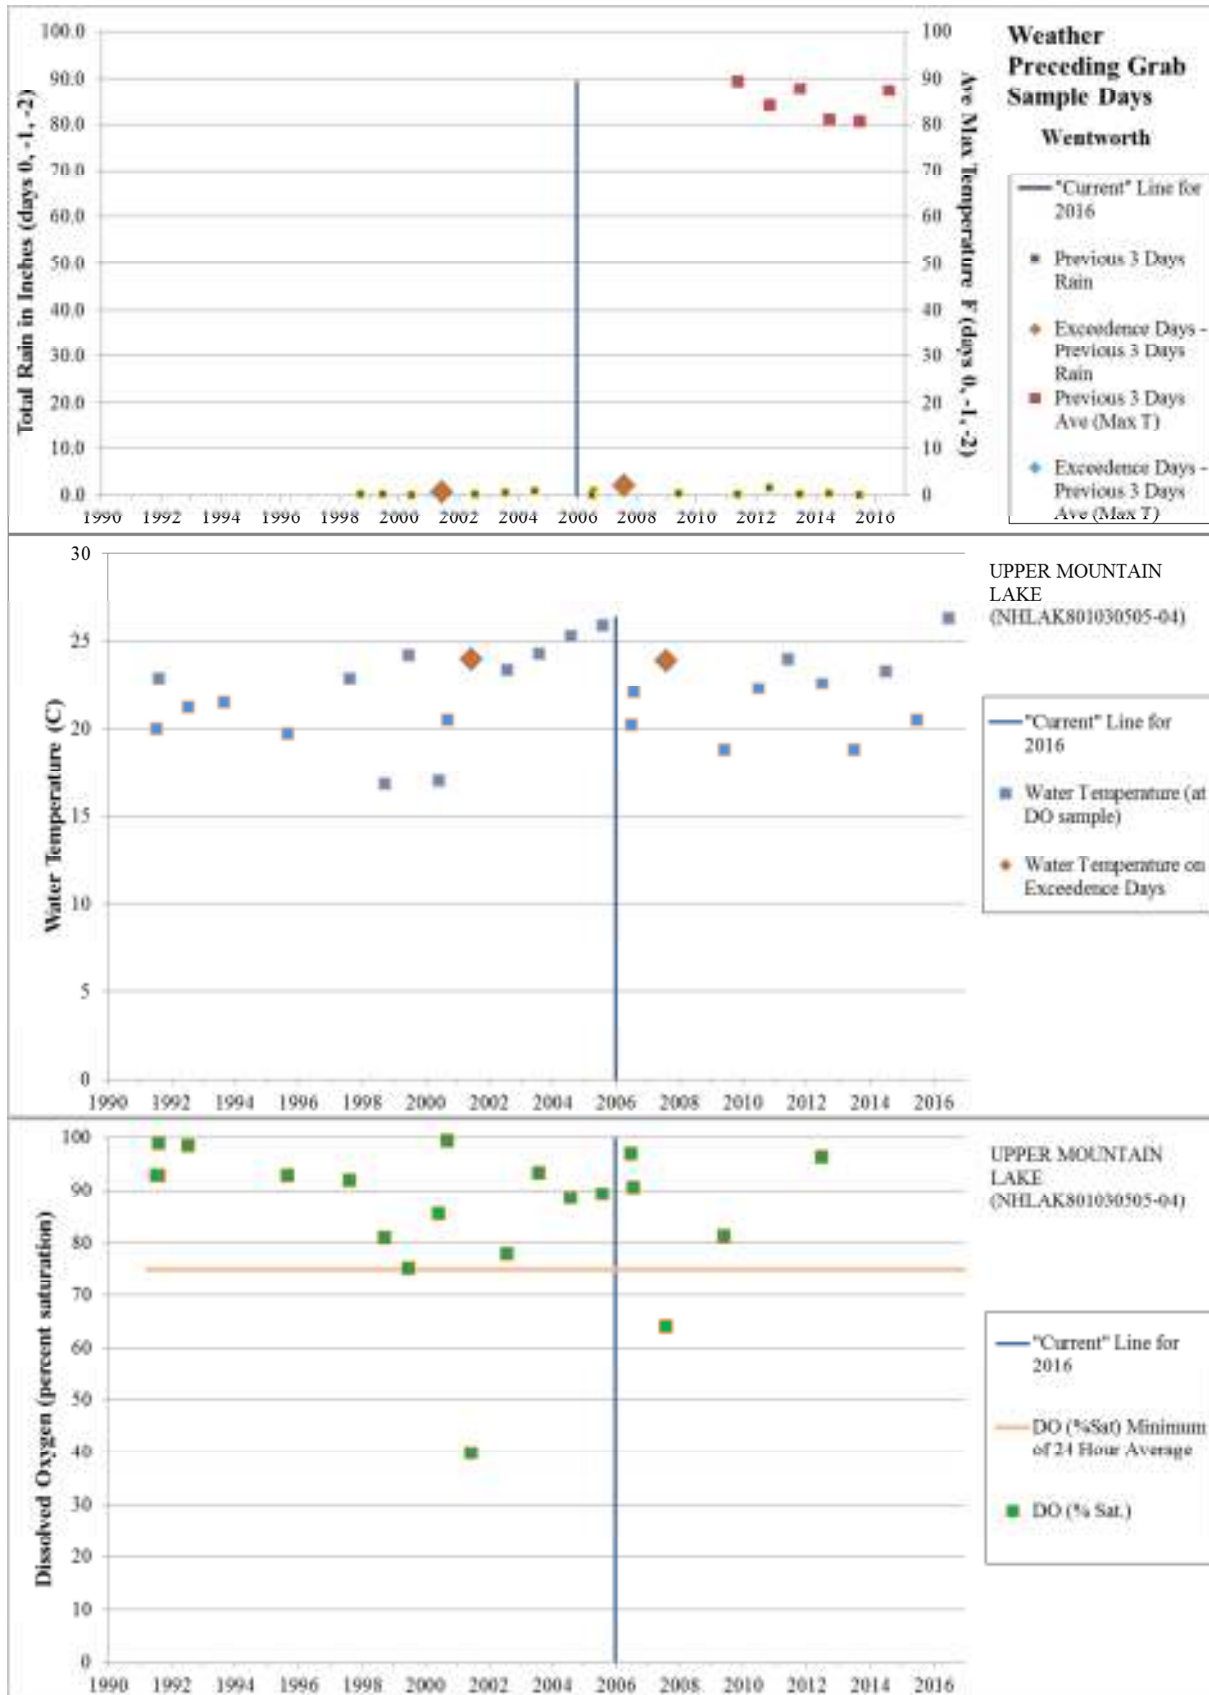 Weather
Preceding Grab
Sample Days
Wentworth
Total Rain in Inches (days 0, -1, -2)
100.0
90.0
80.0
70.0
60.0
50.0
40.0
30.0
20.0
10.0
0.0
100
90
80
70
60
50
40
30
20
10
0
Ave Max Temperature F (days 0, -1, -2)
1990 1992 1994 1996 1998 2000 2002 2004 2006 2008 2010 2012 2014 2016
"Current" Line for
2016
Previous 3 Days
Rain
Exceedence Days -
Previous 3 Days
Rain
Previous 3 Days
Ave (Max T)
Exceedence Days -
Previous 3 Days
Ave (Max T)
UPPER MOUNTAIN
LAKE
(NHLAK801030505-04)
Water Temperature (C)
30
25
20
15
10
5
0
1990 1992 1994 1996 1998 2000 2002 2004 2006 2008 2010 2012 2014 2016
"Current" Line for
2016
Water Temperature (at
DO sample)
Water Temperature on
Exceedence Days
UPPER MOUNTAIN
LAKE
(NHLAK801030505-04)
Dissolved Oxygen (percent saturation)
100
90
80
70
60
50
40
30
20
10
0
1990 1992 1994 1996 1998 2000 2002 2004 2006 2008 2010 2012 2014 2016
"Current" Line for
2016
DO (%Sat) Minimum
of 24 Hour Average
DO (% Sat.)